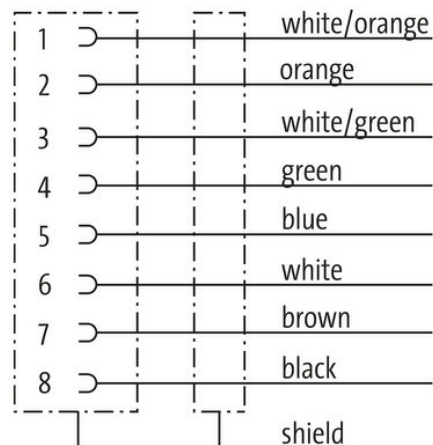 1 white/orange
2 orange
3 white/green
4 green
5 blue
6 white
7 brown
8 black
shield